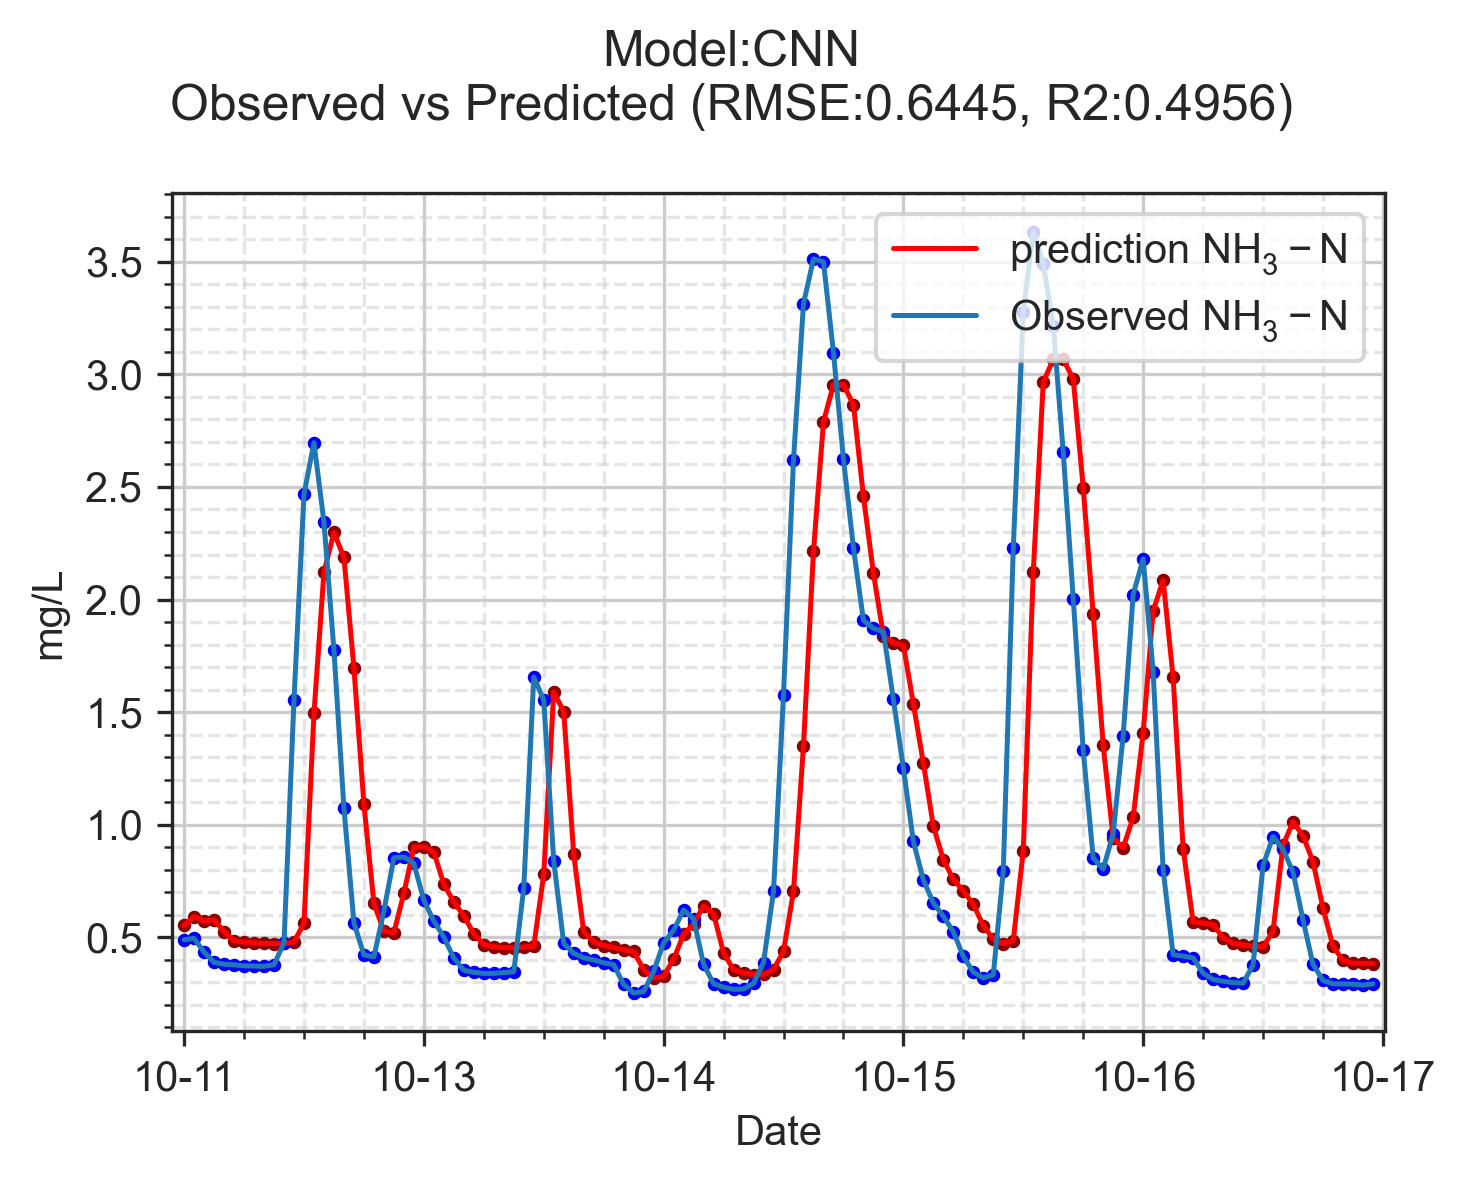 Model:CNN
Observed vs Predicted (RMSE:0.6445, R2:0.4956)
prediction NH₃ − N
Observed NH₃ − N
3.5
3.0
2.5
2.0
1.5
1.0
0.5
mg/L
10-11 10-13 10-14 10-15 10-16 10-17
Date